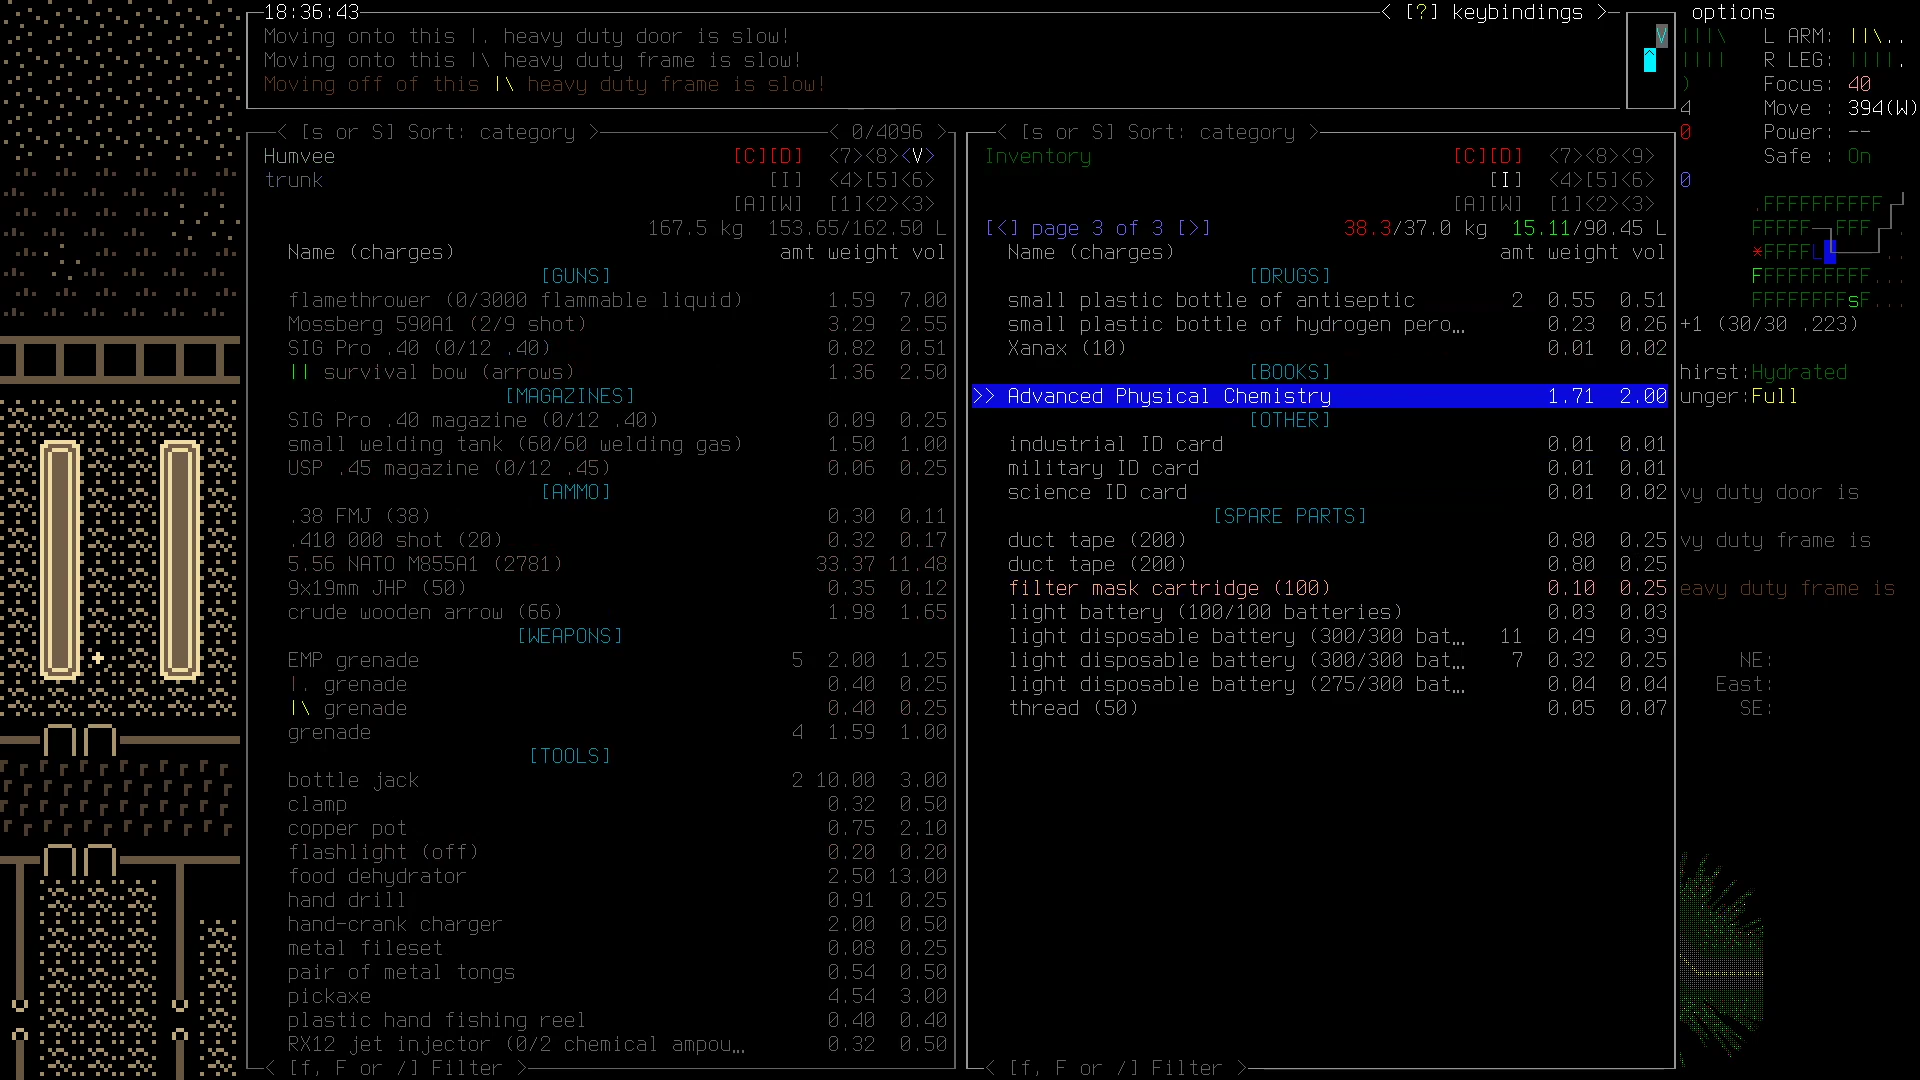 18:36:43 < [?] keybindings > options
Moving onto this |. heavy duty door is slow!
Moving onto this |\ heavy duty frame is slow!
Moving off of this |\ heavy duty frame is slow!
V
^
|||\ L ARM: ||\..
|||| R LEG: ||||.
) Focus: 40
4 Move : 394(W)
0 Power: --
Safe : On
0
< [s or S] Sort: category > < 0/4096 >
Humvee [C][D] <7><8><V>
trunk [I] <4>[5]<6>
[A][W] [1]<2><3>
167.5 kg 153.65/162.50 L
Name (charges) amt weight vol
[GUNS]
flamethrower (0/3000 flammable liquid) 1.59 7.00
Mossberg 590A1 (2/9 shot) 3.29 2.55
SIG Pro .40 (0/12 .40) 0.82 0.51
|| survival bow (arrows) 1.36 2.50
[MAGAZINES]
SIG Pro .40 magazine (0/12 .40) 0.09 0.25
small welding tank (60/60 welding gas) 1.50 1.00
USP .45 magazine (0/12 .45) 0.06 0.25
[AMMO]
.38 FMJ (38) 0.30 0.11
.410 000 shot (20) 0.32 0.17
5.56 NATO M855A1 (2781) 33.37 11.48
9x19mm JHP (50) 0.35 0.12
crude wooden arrow (66) 1.98 1.65
[WEAPONS]
EMP grenade 5 2.00 1.25
|. grenade 0.40 0.25
|\ grenade 0.40 0.25
grenade 4 1.59 1.00
[TOOLS]
bottle jack 2 10.00 3.00
clamp 0.32 0.50
copper pot 0.75 2.10
flashlight (off) 0.20 0.20
food dehydrator 2.50 13.00
hand drill 0.91 0.25
hand-crank charger 2.00 0.50
metal fileset 0.08 0.25
pair of metal tongs 0.54 0.50
pickaxe 4.54 3.00
plastic hand fishing reel 0.40 0.40
RX12 jet injector (0/2 chemical ampou… 0.32 0.50
< [f, F or /] Filter >
< [s or S] Sort: category >
Inventory [C][D] <7><8><9>
[I] <4>[5]<6>
[A][W] [1]<2><3>
[<] page 3 of 3 [>] 38.3/37.0 kg 15.11/90.45 L
Name (charges) amt weight vol
[DRUGS]
small plastic bottle of antiseptic 2 0.55 0.51
small plastic bottle of hydrogen pero… 0.23 0.26
Xanax (10) 0.01 0.02
[BOOKS]
>> Advanced Physical Chemistry 1.71 2.00
[OTHER]
industrial ID card 0.01 0.01
military ID card 0.01 0.01
science ID card 0.01 0.02
[SPARE PARTS]
duct tape (200) 0.80 0.25
duct tape (200) 0.80 0.25
filter mask cartridge (100) 0.10 0.25
light battery (100/100 batteries) 0.03 0.03
light disposable battery (300/300 bat… 11 0.49 0.39
light disposable battery (300/300 bat… 7 0.32 0.25
light disposable battery (275/300 bat… 0.04 0.04
thread (50) 0.05 0.07
< [f, F or /] Filter >
.FFFFFFFFFF
FFFFF FFF ..
*FFFFL ..
FFFFFFFFFF...
FFFFFFFFsF...
+1 (30/30 .223)
hirst:Hydrated
unger:Full
vy duty door is
vy duty frame is
eavy duty frame is
NE:
East:
SE: